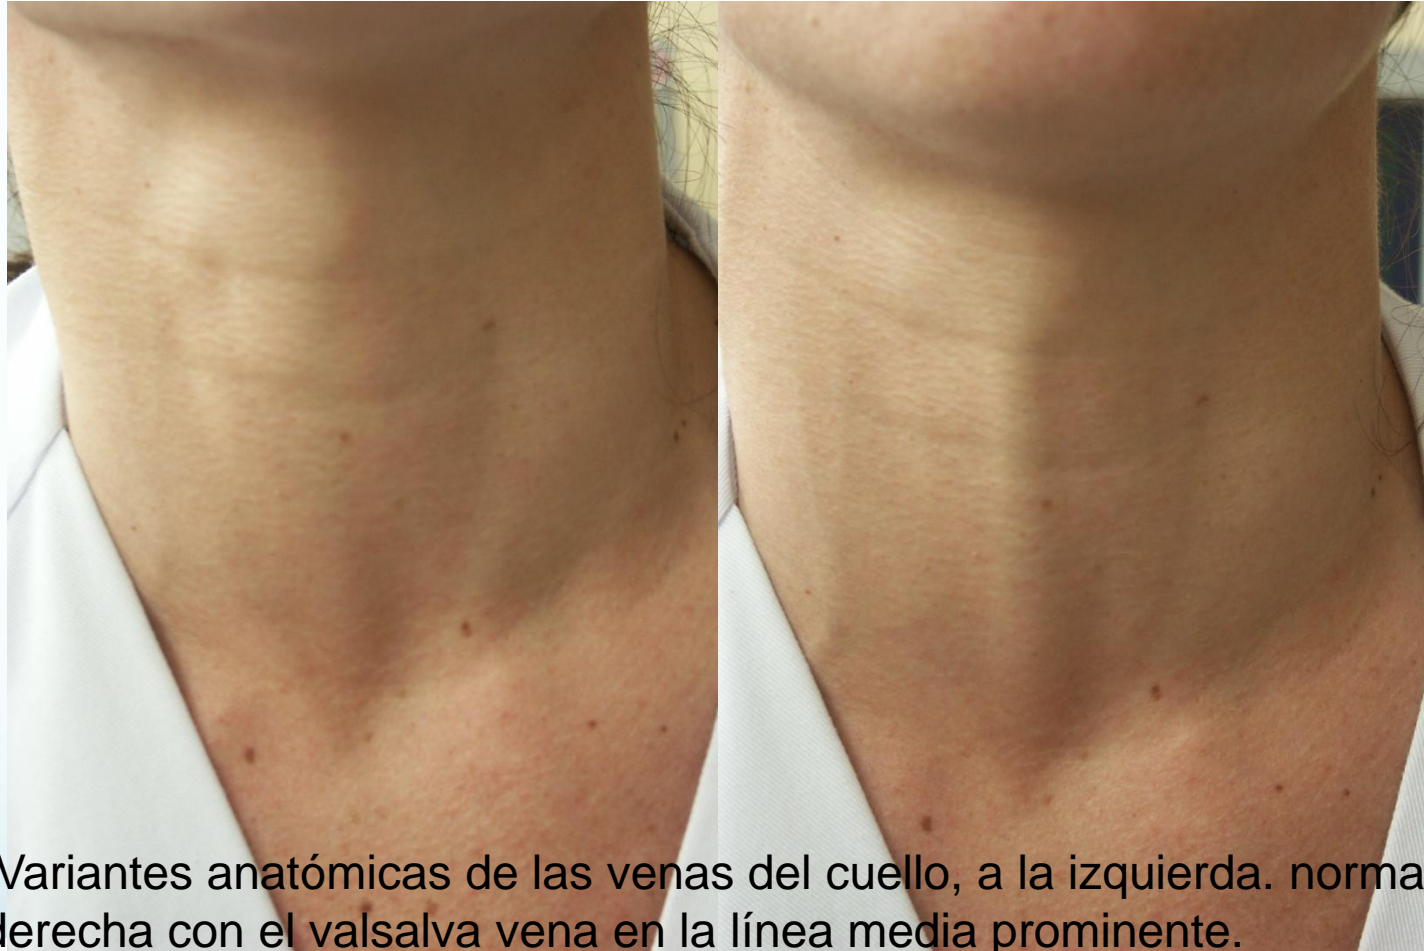 Variantes anatómicas de las venas del cuello, a la izquierda. norma
derecha con el valsalva vena en la línea media prominente.